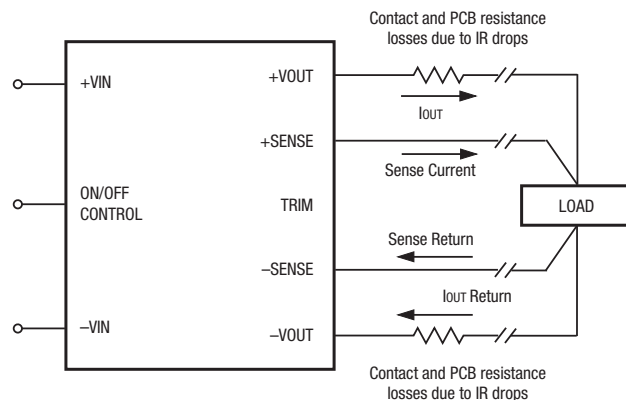 Contact and PCB resistance
losses due to IR drops
+VOUT
IOUT
+VIN
+SENSE
Sense Current
ON/OFF
CONTROL
TRIM
LOAD
Sense Return
−SENSE
IOUT Return
−VIN
−VOUT
Contact and PCB resistance
losses due to IR drops